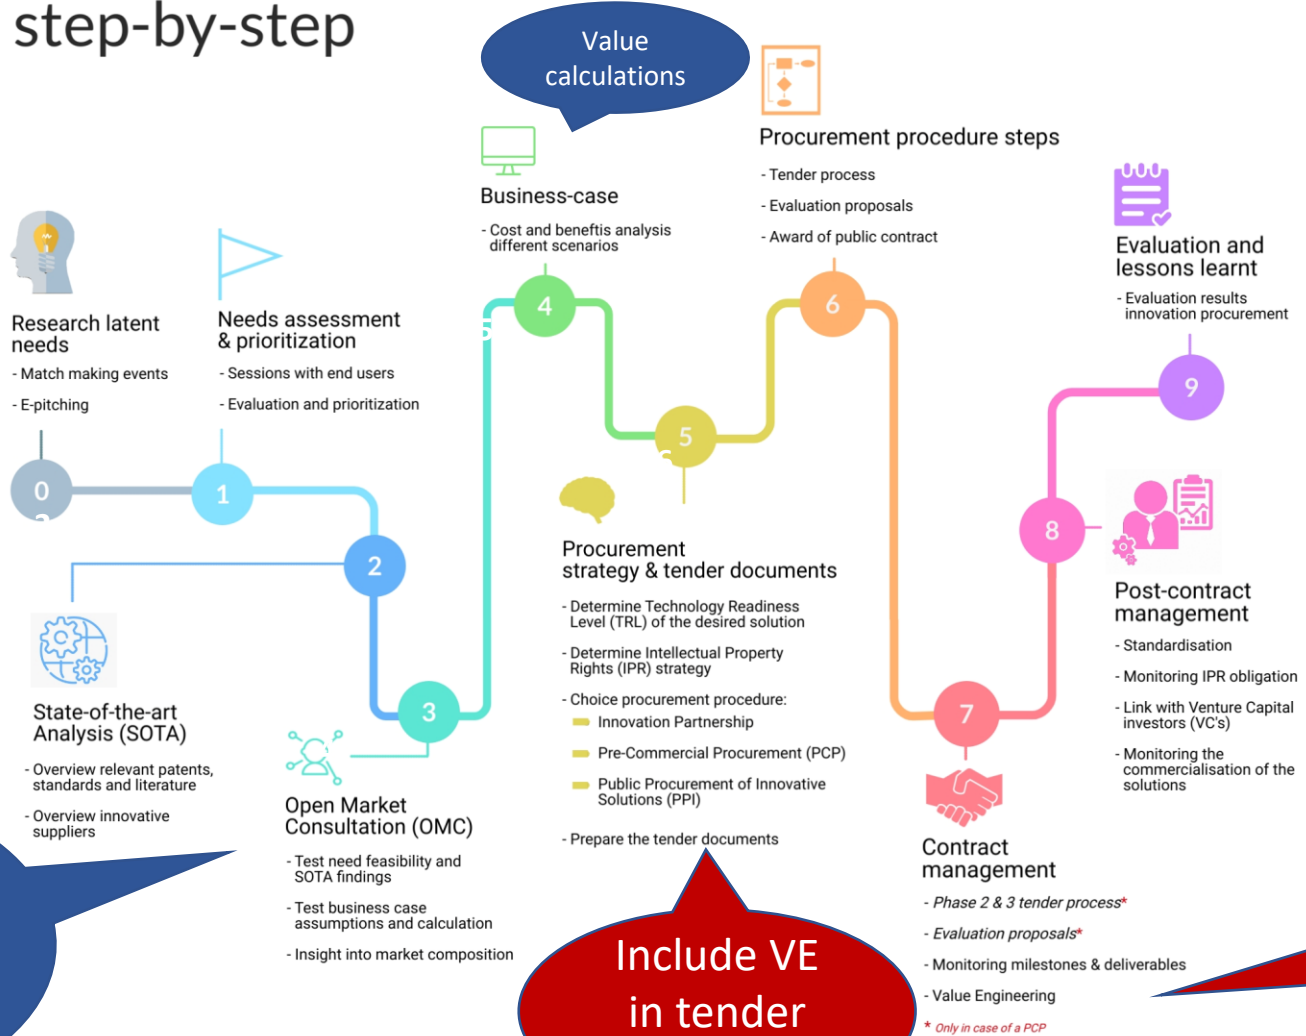 step-by-step
Value
calculations
Research latent
needs
- Match making events
- E-pitching
0
Needs assessment
& prioritization
- Sessions with end users
- Evaluation and prioritization
1
2
State-of-the-art
Analysis (SOTA)
- Overview relevant patents,
standards and literature
- Overview innovative
suppliers
3
Open Market
Consultation (OMC)
- Test need feasibility and
SOTA findings
- Test business case
assumptions and calculation
- Insight into market composition
Business-case
- Cost and beneftis analysis
different scenarios
4
5
Procurement
strategy & tender documents
- Determine Technology Readiness
Level (TRL) of the desired solution
- Determine Intellectual Property
Rights (IPR) strategy
- Choice procurement procedure:
Innovation Partnership
Pre-Commercial Procurement (PCP)
Public Procurement of Innovative
Solutions (PPI)
- Prepare the tender documents
Include VE
in tender
Procurement procedure steps
- Tender process
- Evaluation proposals
- Award of public contract
6
7
Contract
management
- Phase 2 & 3 tender process*
- Evaluation proposals*
- Monitoring milestones & deliverables
- Value Engineering
* Only in case of a PCP
8
Post-contract
management
- Standardisation
- Monitoring IPR obligation
- Link with Venture Capital
investors (VC's)
- Monitoring the
commercialisation of the
solutions
Evaluation and
lessons learnt
- Evaluation results
innovation procurement
9